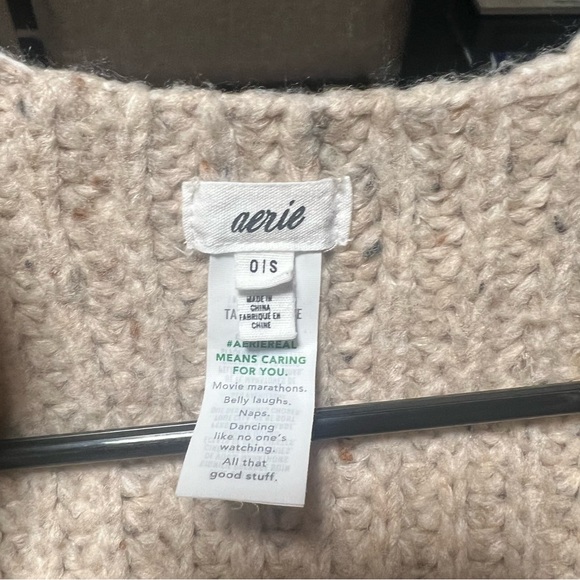 aerie
O/S
MADE IN
CHINA
FABRIQUÉ EN
CHINE
TA E
#AERIEREAL
MEANS CARING
FOR YOU.
Movie marathons.
Belly laughs.
Naps.
Dancing
like no one's
watching.
All that
good stuff.